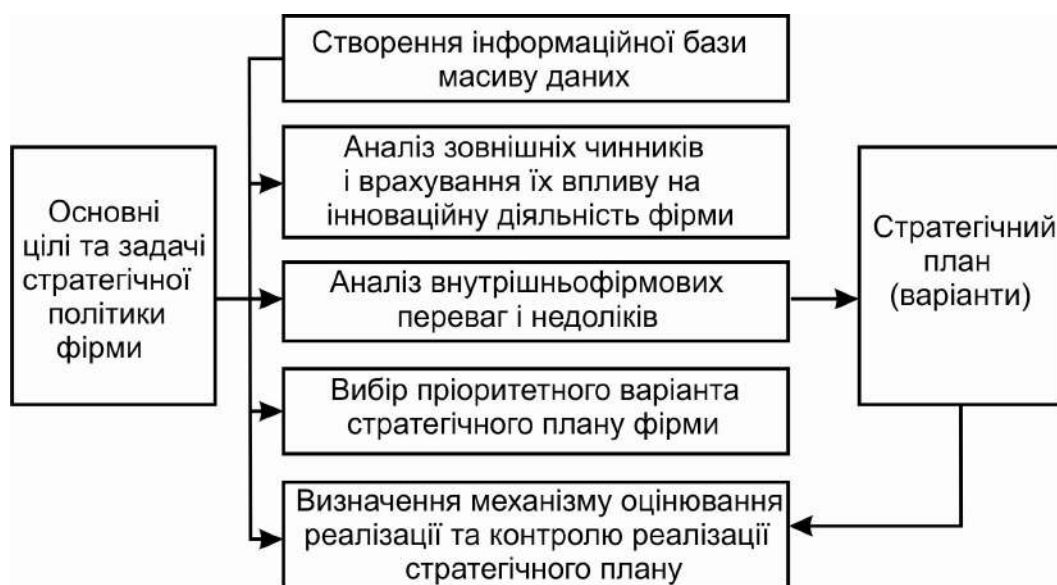 Основні
цілі та задачі
стратегічної
політики
фірми
Створення інформаційної бази
масиву даних
Аналіз зовнішніх чинників
і врахування їх впливу на
інноваційну діяльність фірми
Аналіз внутрішньофірмових
переваг і недоліків
Вибір пріоритетного варіанта
стратегічного плану фірми
Визначення механізму оцінювання
реалізації та контролю реалізації
стратегічного плану
Стратегічний
план
(варіанти)